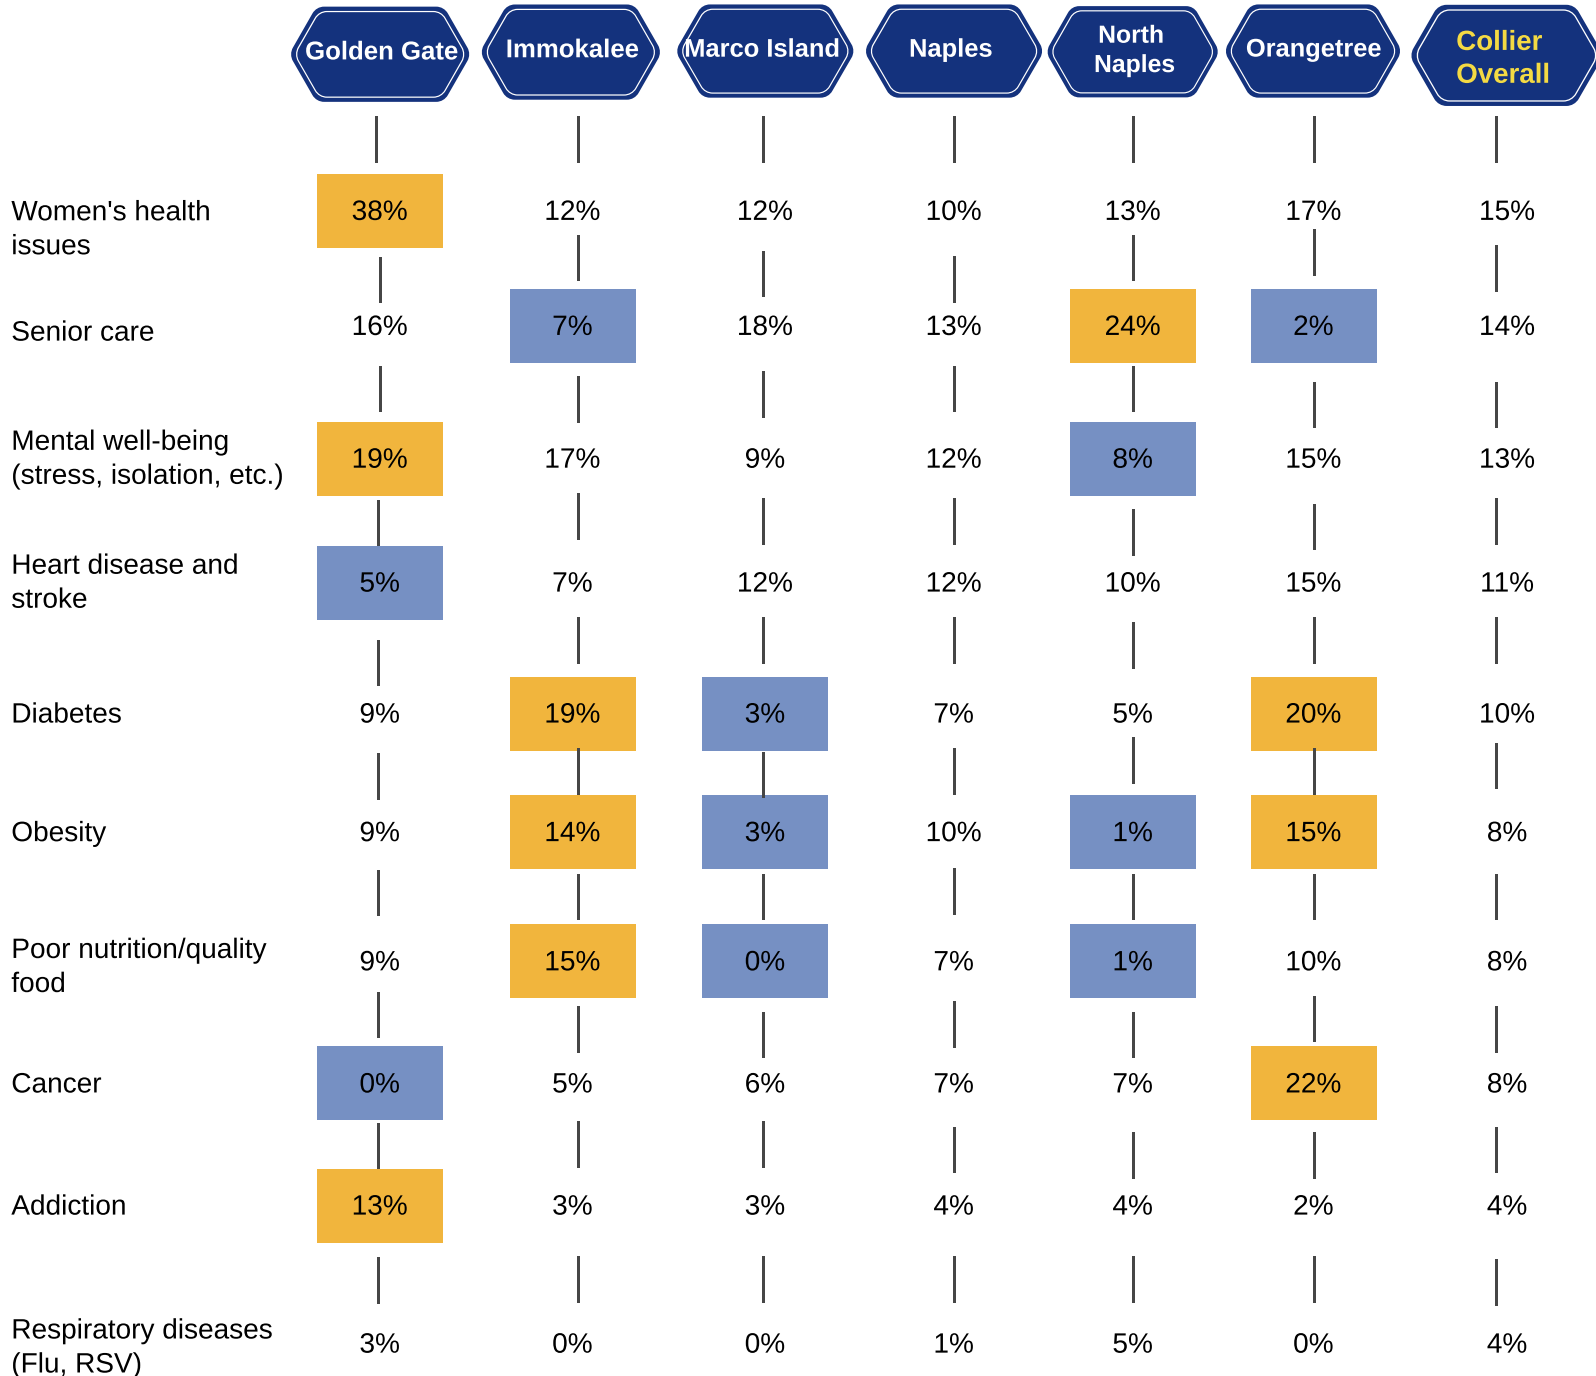 Golden Gate Immokalee Marco Island Naples North Naples Orangetree Collier Overall
Women's health issues 38% 12% 12% 10% 13% 17% 15%
Senior care 16% 7% 18% 13% 24% 2% 14%
Mental well-being (stress, isolation, etc.) 19% 17% 9% 12% 8% 15% 13%
Heart disease and stroke 5% 7% 12% 12% 10% 15% 11%
Diabetes 9% 19% 3% 7% 5% 20% 10%
Obesity 9% 14% 3% 10% 1% 15% 8%
Poor nutrition/quality food 9% 15% 0% 7% 1% 10% 8%
Cancer 0% 5% 6% 7% 7% 22% 8%
Addiction 13% 3% 3% 4% 4% 2% 4%
Respiratory diseases (Flu, RSV) 3% 0% 0% 1% 5% 0% 4%